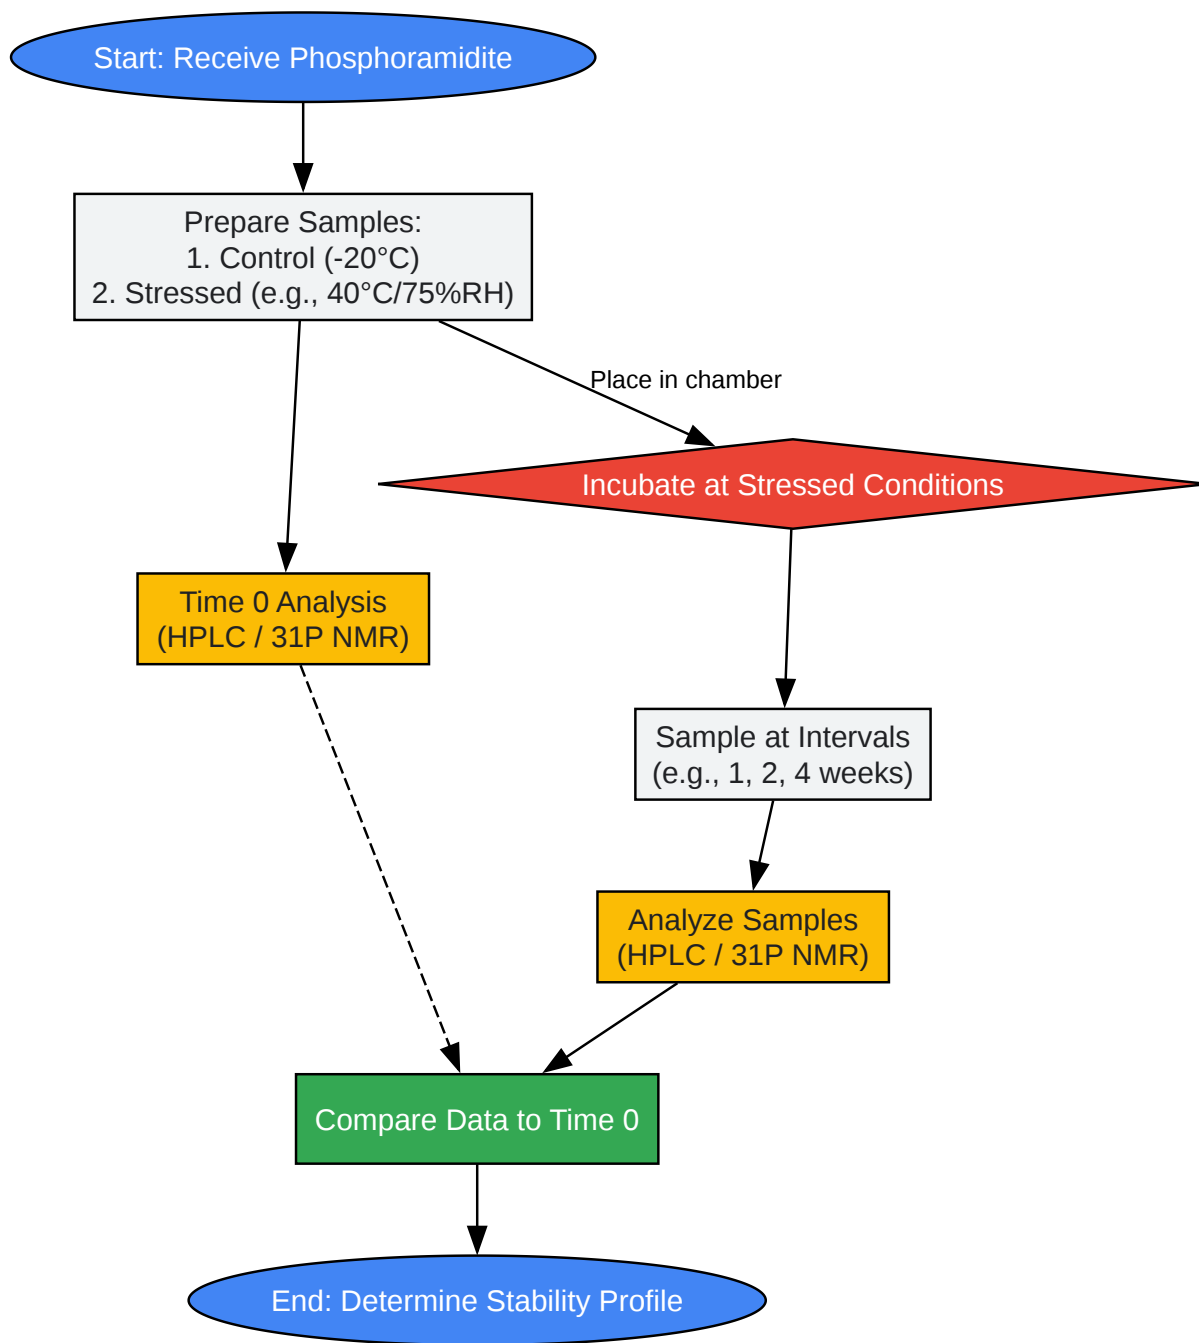 Start: Receive Phosphoramidite
Prepare Samples:
1. Control (-20°C)
2. Stressed (e.g., 40°C/75%RH)
Place in chamber
Incubate at Stressed Conditions
Time 0 Analysis
(HPLC / 31P NMR)
Sample at Intervals
(e.g., 1, 2, 4 weeks)
Analyze Samples
(HPLC / 31P NMR)
Compare Data to Time 0
End: Determine Stability Profile